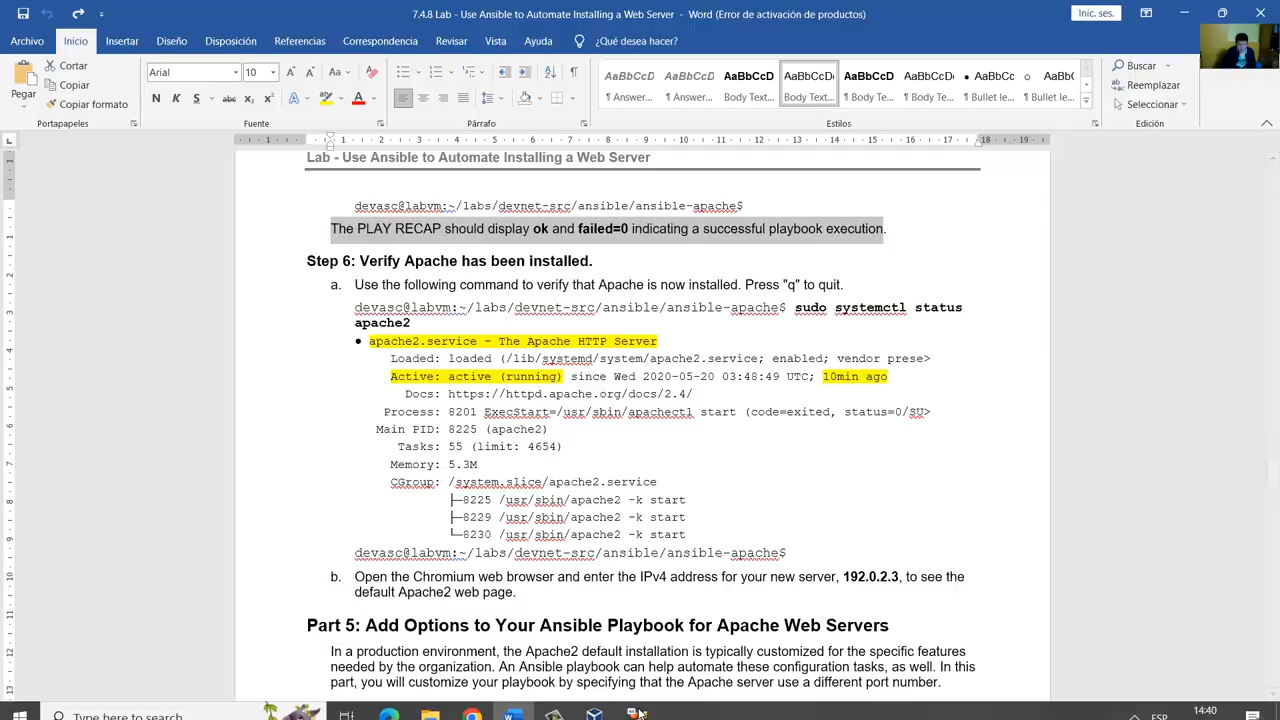 7.4.8 Lab - Use Ansible to Automate Installing a Web Server - Word (Error de activación de productos)
Inic. ses.
Archivo Inicio Insertar Diseño Disposición Referencias Correspondencia Revisar Vista Ayuda ¿Qué desea hacer?
Pegar
Cortar
Copiar
Copiar formato
Portapapeles
Arial 10
Fuente
Párrafo
AaBbCcD AaBbCcD AaBbCcD AaBbCcDd AaBbCcD AaBbCcDd AaBbCc AaBb(
¶ Answer... ¶ Answer... Body Text... Body Text... ¶ Body Te... ¶ Body Te... ¶ Bullet le... ¶ Bullet le...
Estilos
Buscar
Reemplazar
Seleccionar
Edición
Lab - Use Ansible to Automate Installing a Web Server
devasc@labvm:~/labs/devnet-src/ansible/ansible-apache$
The PLAY RECAP should display ok and failed=0 indicating a successful playbook execution.
Step 6: Verify Apache has been installed.
a. Use the following command to verify that Apache is now installed. Press "q" to quit.
devasc@labvm:~/labs/devnet-src/ansible/ansible-apache$ sudo systemctl status
apache2
● apache2.service - The Apache HTTP Server
Loaded: loaded (/lib/systemd/system/apache2.service; enabled; vendor prese>
Active: active (running) since Wed 2020-05-20 03:48:49 UTC; 10min ago
Docs: https://httpd.apache.org/docs/2.4/
Process: 8201 ExecStart=/usr/sbin/apachectl start (code=exited, status=0/SU>
Main PID: 8225 (apache2)
Tasks: 55 (limit: 4654)
Memory: 5.3M
CGroup: /system.slice/apache2.service
├─8225 /usr/sbin/apache2 -k start
├─8229 /usr/sbin/apache2 -k start
└─8230 /usr/sbin/apache2 -k start
devasc@labvm:~/labs/devnet-src/ansible/ansible-apache$
b. Open the Chromium web browser and enter the IPv4 address for your new server, 192.0.2.3, to see the
default Apache2 web page.
Part 5: Add Options to Your Ansible Playbook for Apache Web Servers
In a production environment, the Apache2 default installation is typically customized for the specific features
needed by the organization. An Ansible playbook can help automate these configuration tasks, as well. In this
part, you will customize your playbook by specifying that the Apache server use a different port number.
Type here to search
ESP
14:40